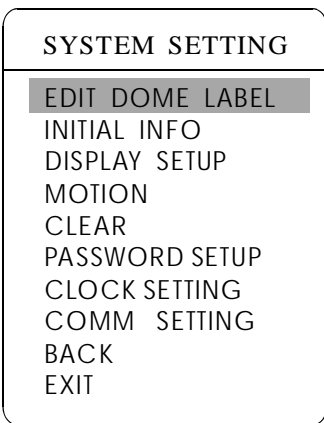 SYSTEM SETTING
EDIT DOME LABEL
INITIAL INFO
DISPLAY SETUP
MOTION
CLEAR
PASSWORD SETUP
CLOCK SETTING
COMM SETTING
BACK
EXIT